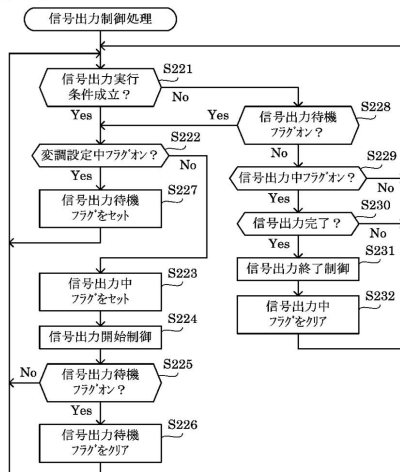 信号出力制御処理
信号出力実行
条件成立？
S221
No
Yes
変調設定中フラグオン？
S222
No
Yes
信号出力待機
フラグをセット
S227
信号出力中
フラグをセット
S223
信号出力開始制御
S224
信号出力待機
フラグオン？
S225
No
Yes
信号出力待機
フラグをクリア
S226
信号出力待機
フラグオン？
S228
Yes
No
信号出力中フラグオン？
S229
No
Yes
信号出力完了？
S230
No
Yes
信号出力終了制御
S231
信号出力中
フラグをクリア
S232